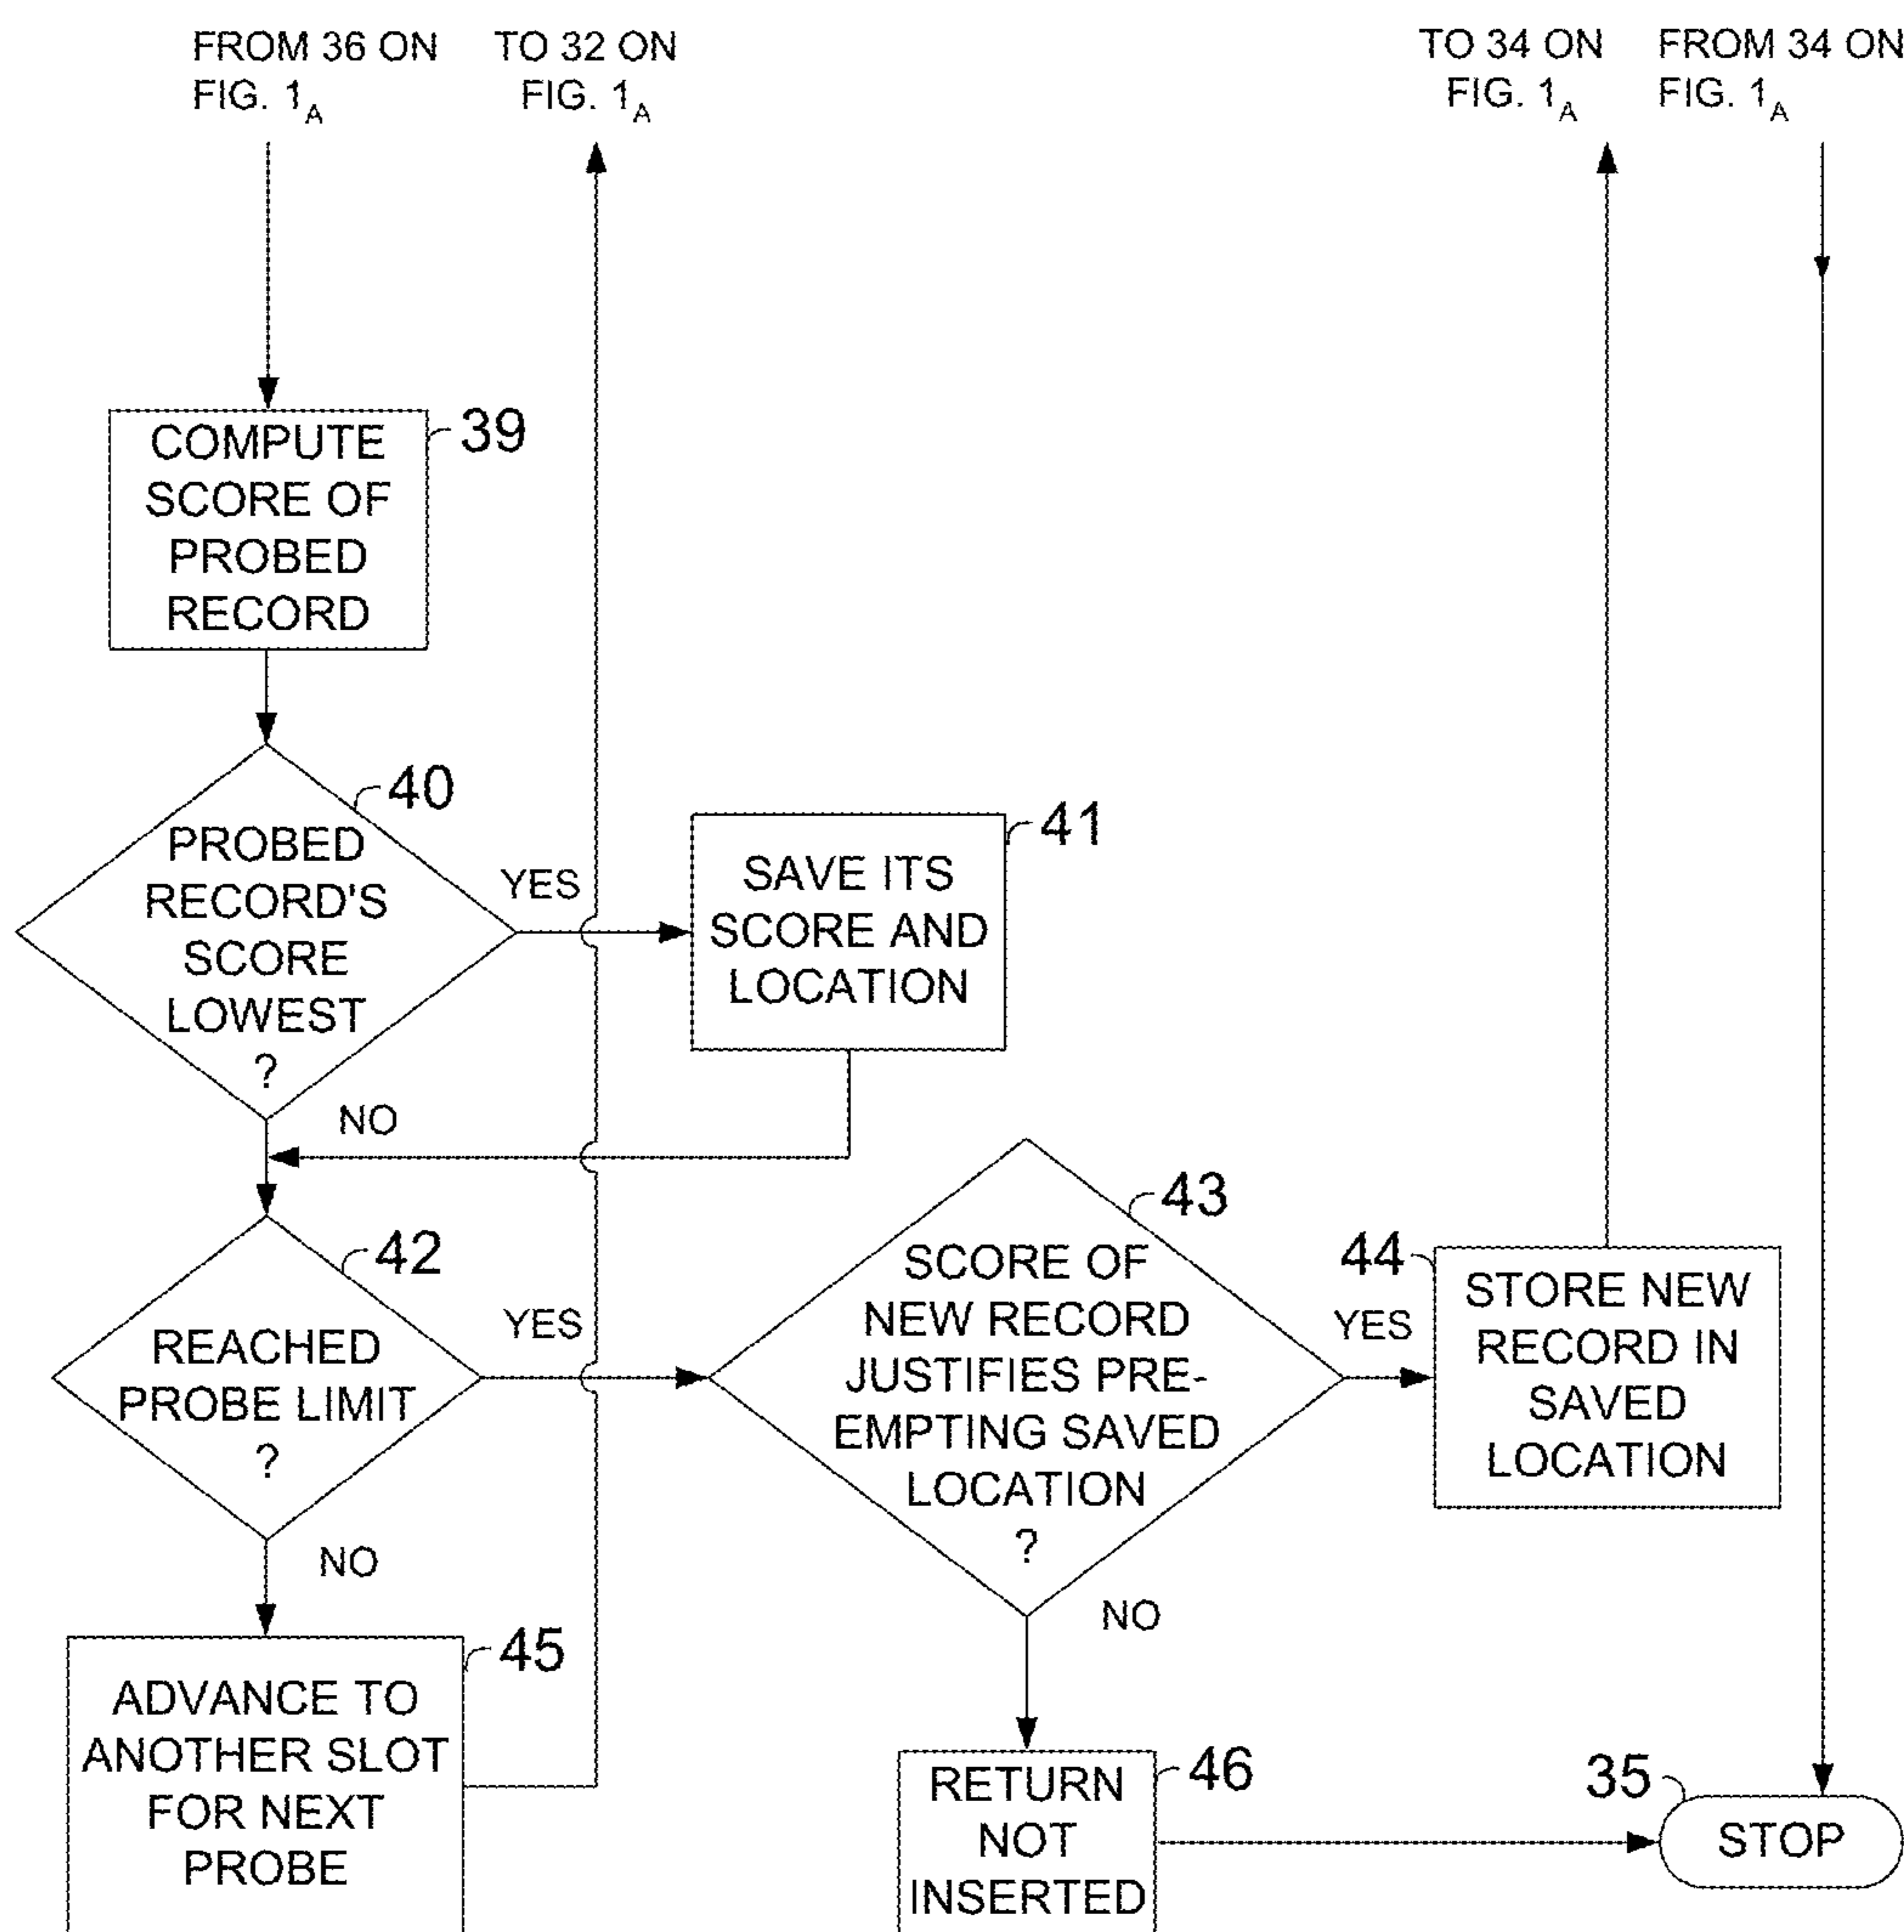 FROM 36 ON
FIG. 1A
TO 32 ON
FIG. 1A
TO 34 ON
FIG. 1A
FROM 34 ON
FIG. 1A
39
COMPUTE
SCORE OF
PROBED
RECORD
40
PROBED
RECORD'S
SCORE
LOWEST
?
YES
NO
41
SAVE ITS
SCORE AND
LOCATION
42
REACHED
PROBE LIMIT
?
YES
NO
43
SCORE OF
NEW RECORD
JUSTIFIES PRE-
EMPTING SAVED
LOCATION
?
YES
NO
44
STORE NEW
RECORD IN
SAVED
LOCATION
45
ADVANCE TO
ANOTHER SLOT
FOR NEXT
PROBE
46
RETURN
NOT
INSERTED
35
STOP